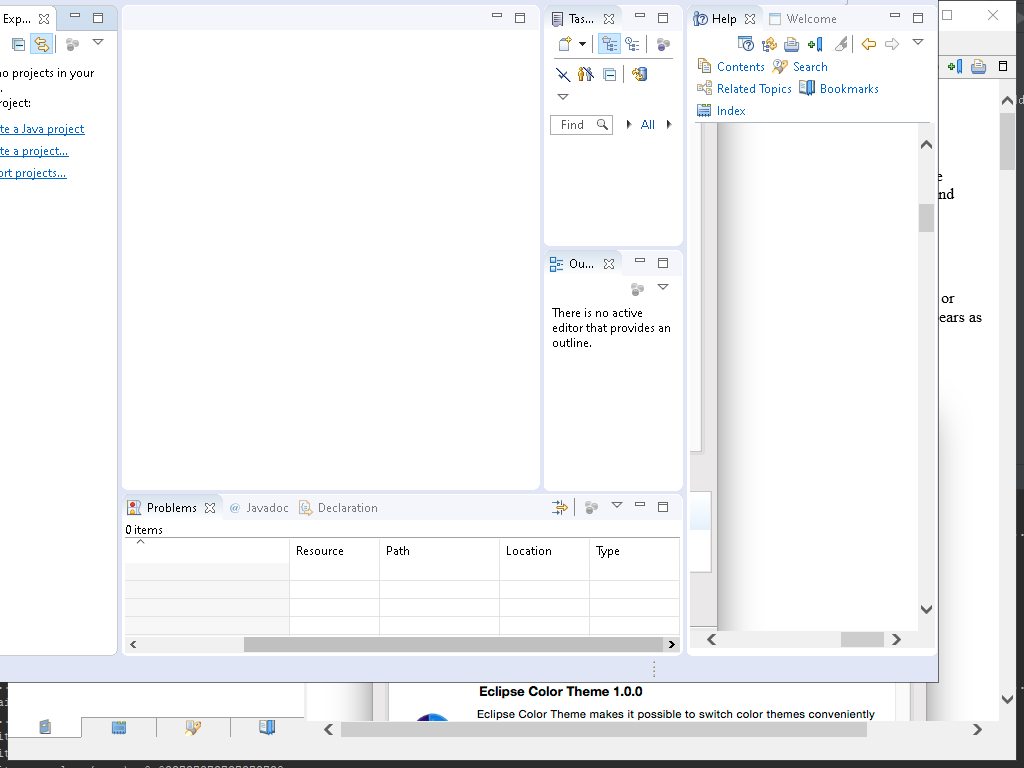 Exp...
o projects in your
roject:
te a Java project
te a project...
ort projects...
Tas...
Find
All
Ou...
There is no active
editor that provides an
outline.
Help
Welcome
Contents
Search
Related Topics
Bookmarks
Index
nd
or
ears as
Problems
@ Javadoc
Declaration
0 items
Resource
Path
Location
Type
Eclipse Color Theme 1.0.0
Eclipse Color Theme makes it possible to switch color themes conveniently